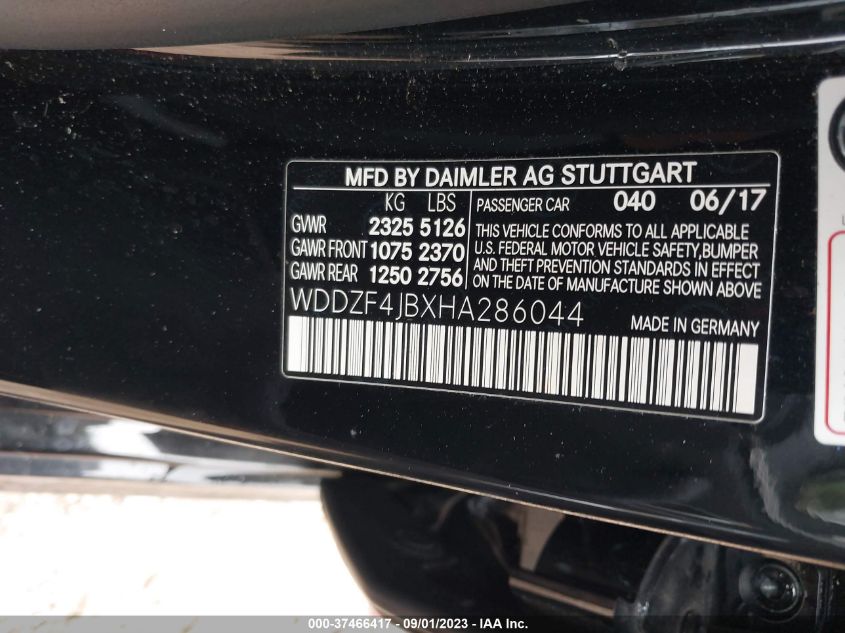 MFD BY DAIMLER AG STUTTGART
KG LBS
GVWR 2325 5126
GAWR FRONT 1075 2370
GAWR REAR 1250 2756
PASSENGER CAR 040 06/17
THIS VEHICLE CONFORMS TO ALL APPLICABLE
U.S. FEDERAL MOTOR VEHICLE SAFETY,BUMPER
AND THEFT PREVENTION STANDARDS IN EFFECT
ON THE DATE OF MANUFACTURE SHOWN ABOVE
WDDZF4JBXHA286044
MADE IN GERMANY
000-37466417 - 09/01/2023 - IAA Inc.